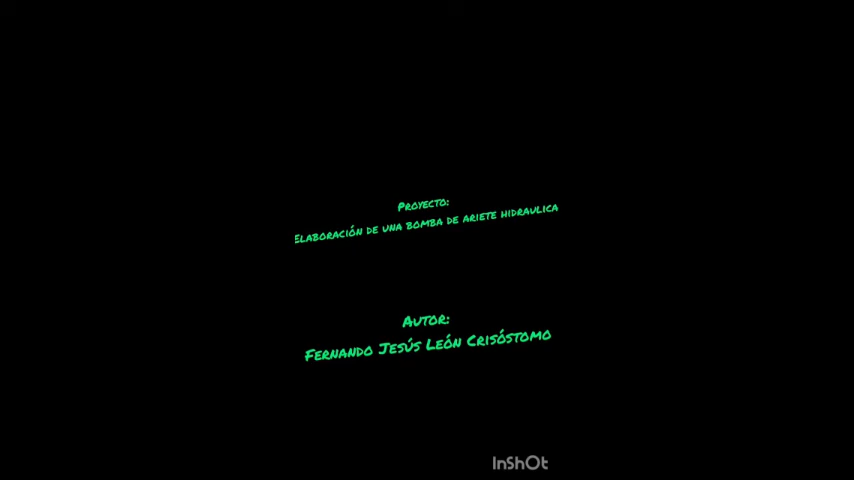 Proyecto:
Elaboración de una bomba de ariete hidraulica
Autor:
Fernando Jesús León Crisóstomo
InShOt